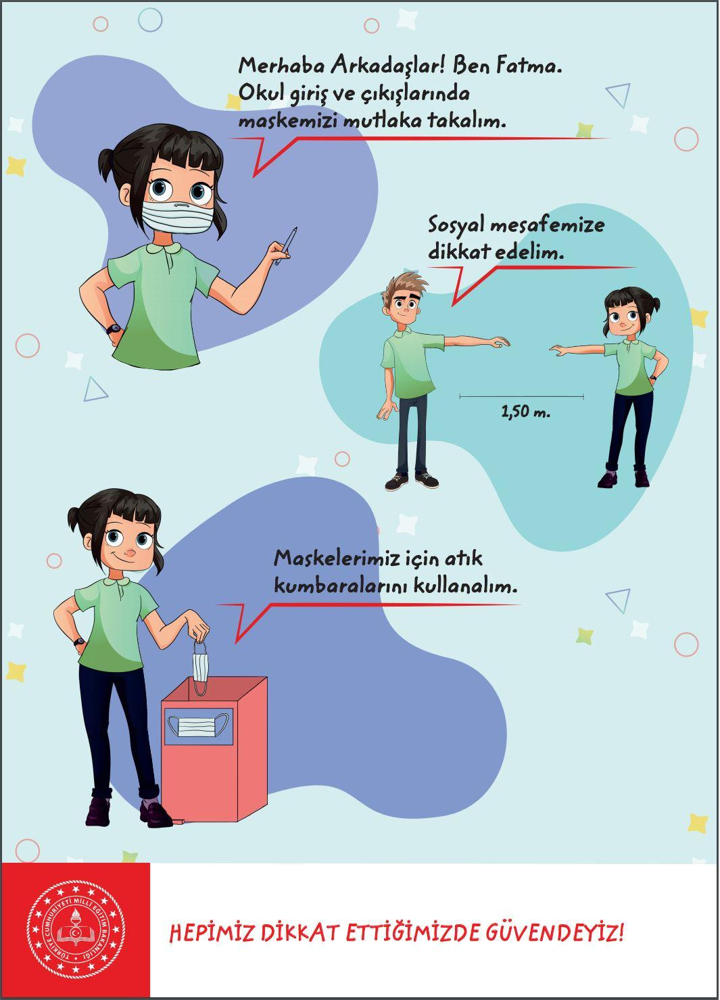 Merhaba Arkadaşlar! Ben Fatma.
Okul giriş ve çıkışlarında
maskemizi mutlaka takalım.
Sosyal mesafemize
dikkat edelim.
1,50 m.
Maskelerimiz için atık
kumbaralarını kullanalım.
TÜRKİYE CUMHURİYETİ MİLLÎ EĞİTİM BAKANLIĞI
HEPİMİZ DİKKAT ETTİĞİMİZDE GÜVENDEYİZ!